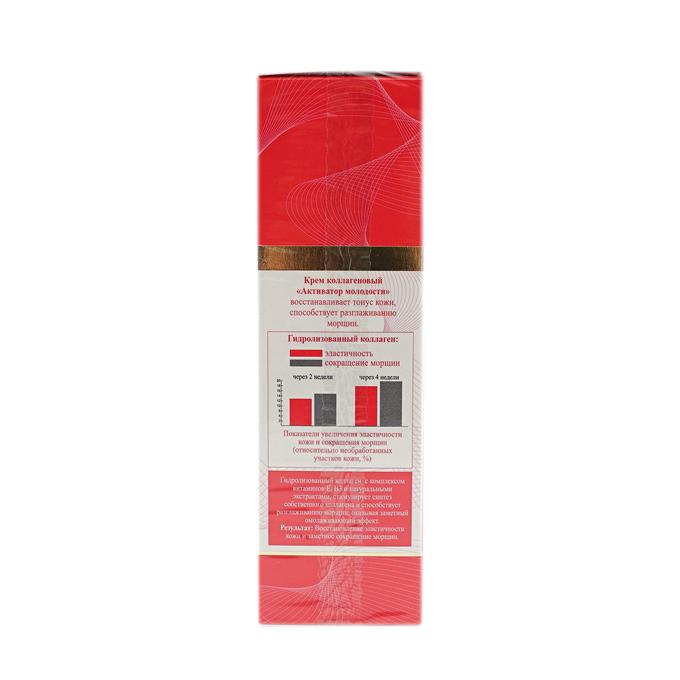 Крем коллагеновый
«Активатор молодости»
восстанавливает тонус кожи,
способствует разглаживанию
морщин.
Гидролизованный коллаген:
эластичность
сокращение морщин
через 2 недели
через 4 недели
Показатели увеличения эластичности
кожи и сокращения морщин
(относительно необработанных
участков кожи, %)
Гидролизованный коллаген с комплексом
витаминов Е, В3 и натуральными
экстрактами, стимулирует синтез
собственного коллагена и способствует
разглаживанию морщин, оказывая заметный
омолаживающий эффект.
Результат: Восстановление эластичности
кожи и заметное сокращение морщин.